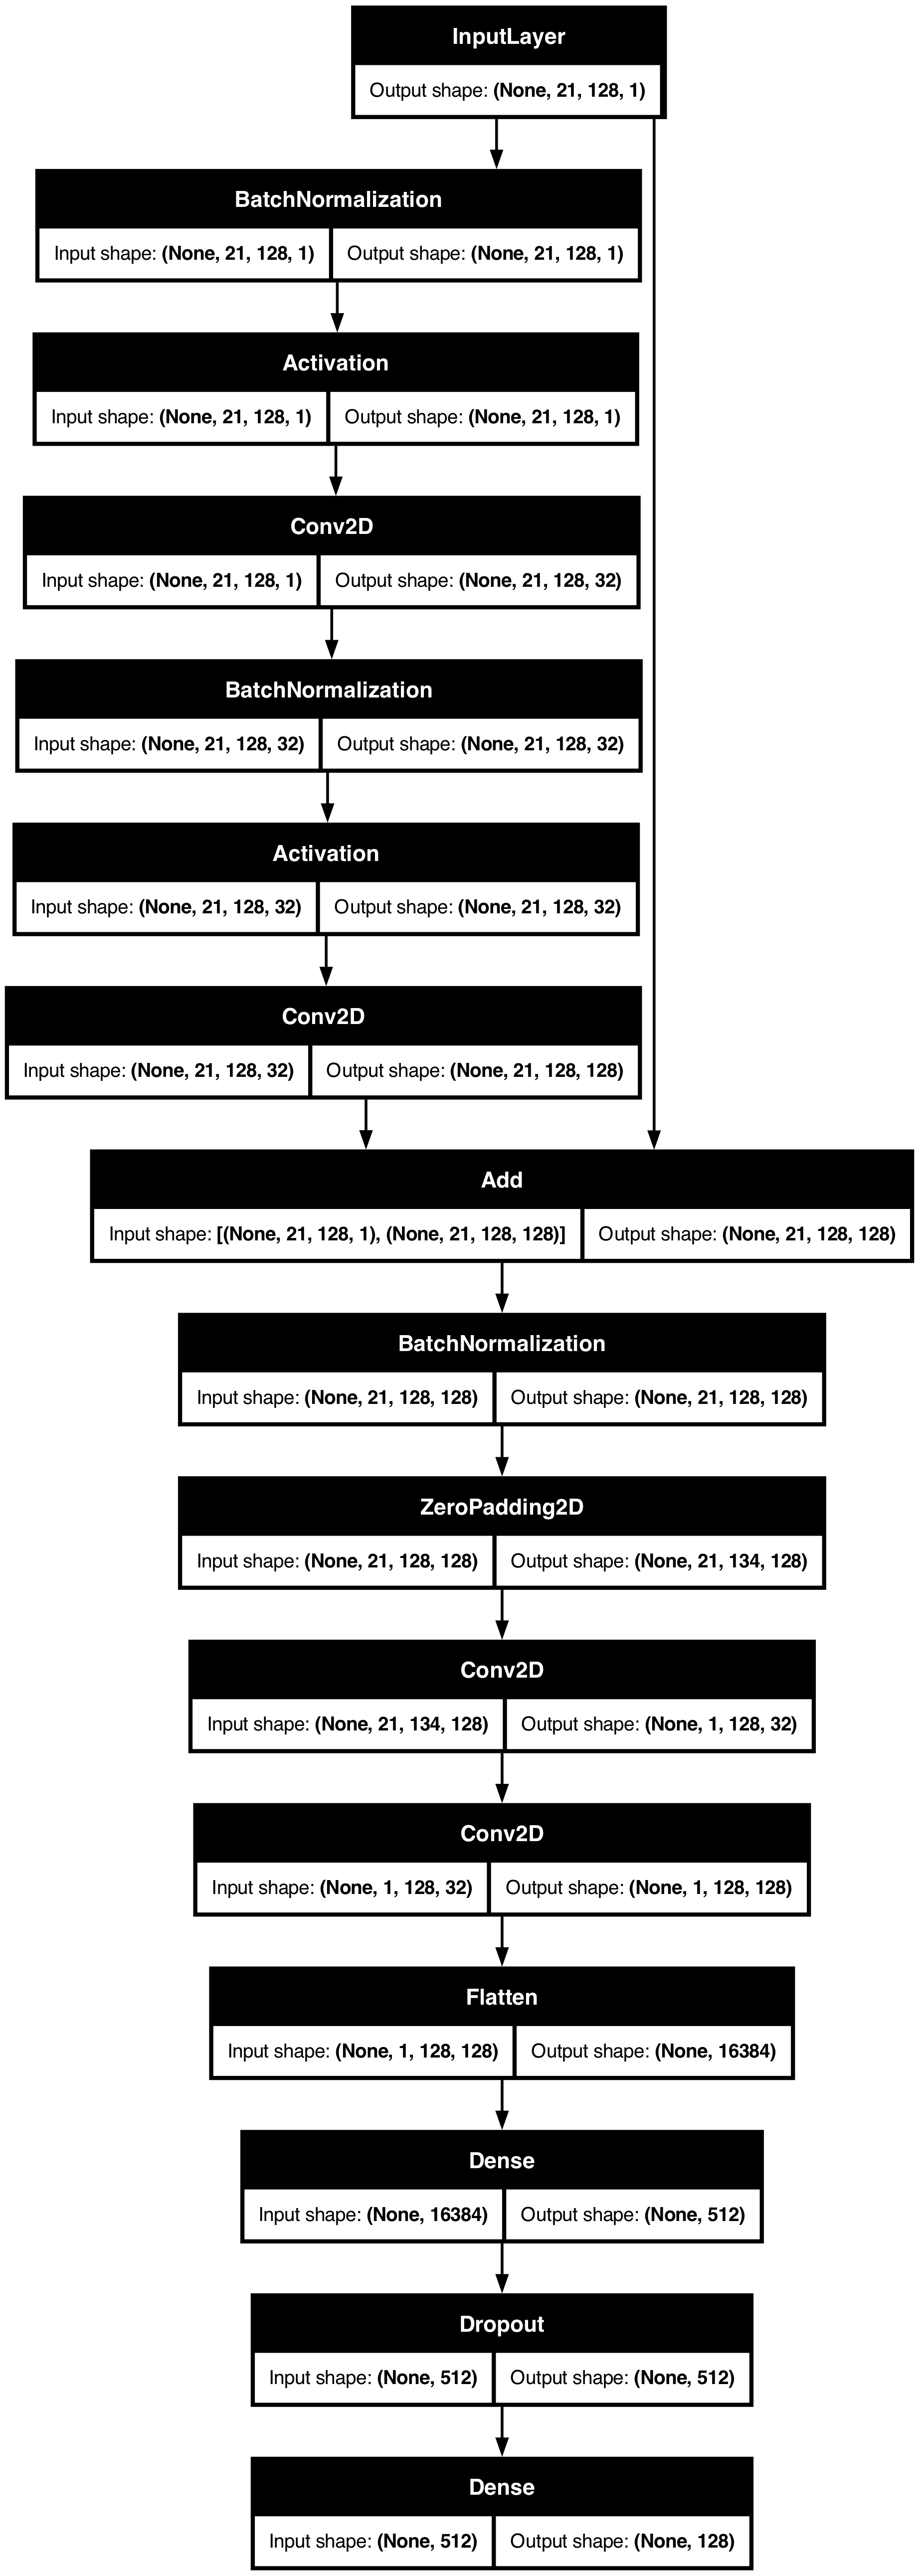 InputLayer
Output shape: (None, 21, 128, 1)
BatchNormalization
Input shape: (None, 21, 128, 1) Output shape: (None, 21, 128, 1)
Activation
Input shape: (None, 21, 128, 1) Output shape: (None, 21, 128, 1)
Conv2D
Input shape: (None, 21, 128, 1) Output shape: (None, 21, 128, 32)
BatchNormalization
Input shape: (None, 21, 128, 32) Output shape: (None, 21, 128, 32)
Activation
Input shape: (None, 21, 128, 32) Output shape: (None, 21, 128, 32)
Conv2D
Input shape: (None, 21, 128, 32) Output shape: (None, 21, 128, 128)
Add
Input shape: [(None, 21, 128, 1), (None, 21, 128, 128)] Output shape: (None, 21, 128, 128)
BatchNormalization
Input shape: (None, 21, 128, 128) Output shape: (None, 21, 128, 128)
ZeroPadding2D
Input shape: (None, 21, 128, 128) Output shape: (None, 21, 134, 128)
Conv2D
Input shape: (None, 21, 134, 128) Output shape: (None, 1, 128, 32)
Conv2D
Input shape: (None, 1, 128, 32) Output shape: (None, 1, 128, 128)
Flatten
Input shape: (None, 1, 128, 128) Output shape: (None, 16384)
Dense
Input shape: (None, 16384) Output shape: (None, 512)
Dropout
Input shape: (None, 512) Output shape: (None, 512)
Dense
Input shape: (None, 512) Output shape: (None, 128)